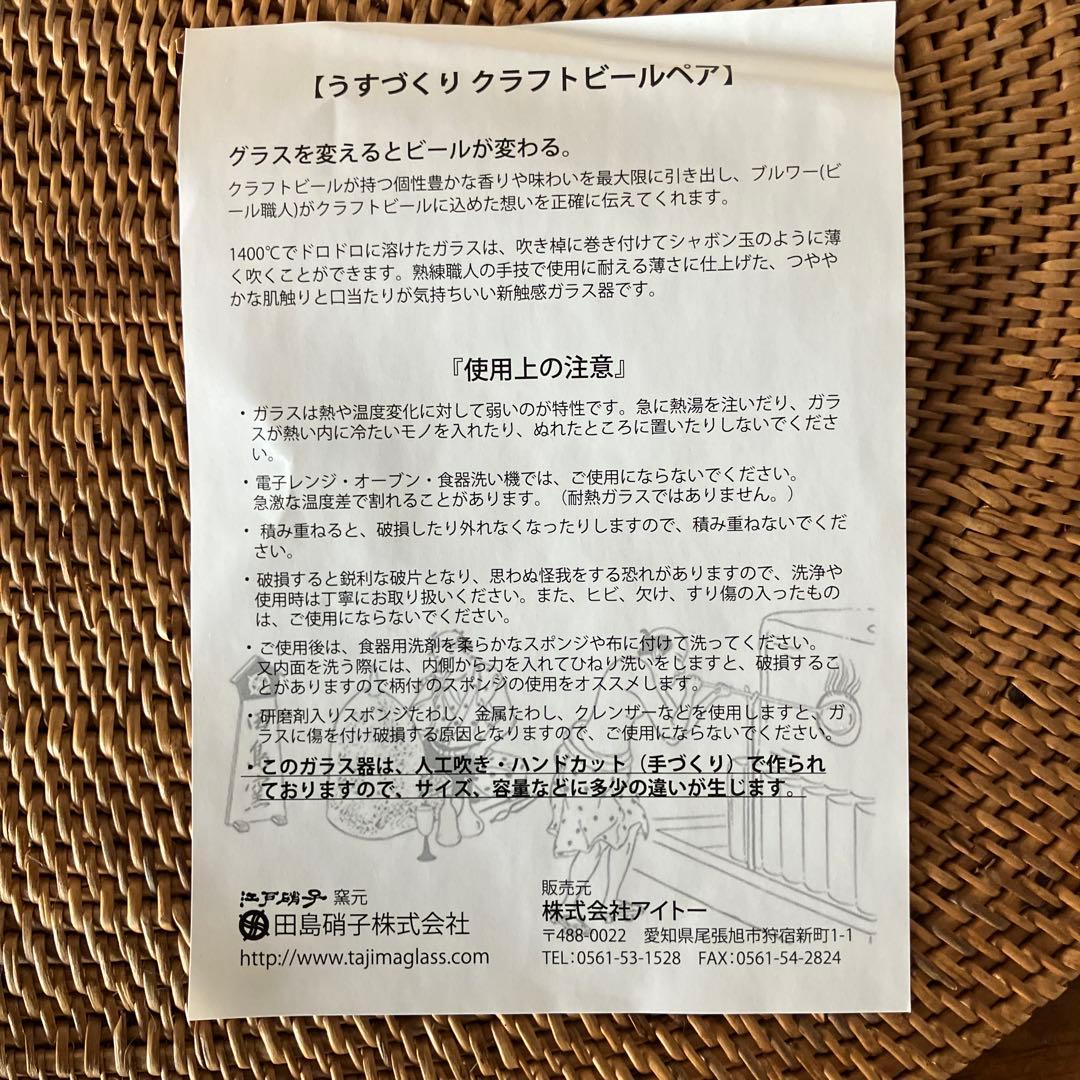 【うすづくり クラフトビールペア】
グラスを変えるとビールが変わる。
クラフトビールが持つ個性豊かな香りや味わいを最大限に引き出し、ブルワー(ビ
ール職人)がクラフトビールに込めた想いを正確に伝えてくれます。
1400℃でドロドロに溶けたガラスは、吹き棹に巻き付けてシャボン玉のように薄
く吹くことができます。熟練職人の手技で使用に耐える薄さに仕上げた、つやや
かな肌触りと口当たりが気持ちいい新触感ガラス器です。
『使用上の注意』
・ガラスは熱や温度変化に対して弱いのが特性です。急に熱湯を注いだり、ガラ
スが熱い内に冷たいモノを入れたり、ぬれたところに置いたりしないでくださ
い。
・電子レンジ・オーブン・食器洗い機では、ご使用にならないでください。
急激な温度差で割れることがあります。（耐熱ガラスではありません。）
・積み重ねると、破損したり外れなくなったりしますので、積み重ねないでくだ
さい。
・破損すると鋭利な破片となり、思わぬ怪我をする恐れがありますので、洗浄や
使用時は丁寧にお取り扱いください。また、ヒビ、欠け、すり傷の入ったもの
は、ご使用にならないでください。
・ご使用後は、食器用洗剤を柔らかなスポンジや布に付けて洗ってください。
又内面を洗う際には、内側から力を入れてひねり洗いをしますと、破損するこ
とがありますので柄付のスポンジの使用をオススメします。
・研磨剤入りスポンジたわし、金属たわし、クレンザーなどを使用しますと、ガ
ラスに傷を付け破損する原因となりますので、ご使用にならないでください。
・このガラス器は、人工吹き・ハンドカット（手づくり）で作られ
ておりますので、サイズ、容量などに多少の違いが生じます。
江戸硝子 窯元
田島硝子株式会社
http://www.tajimaglass.com
販売元
株式会社アイトー
〒488-0022 愛知県尾張旭市狩宿新町1-1
TEL:0561-53-1528 FAX:0561-54-2824